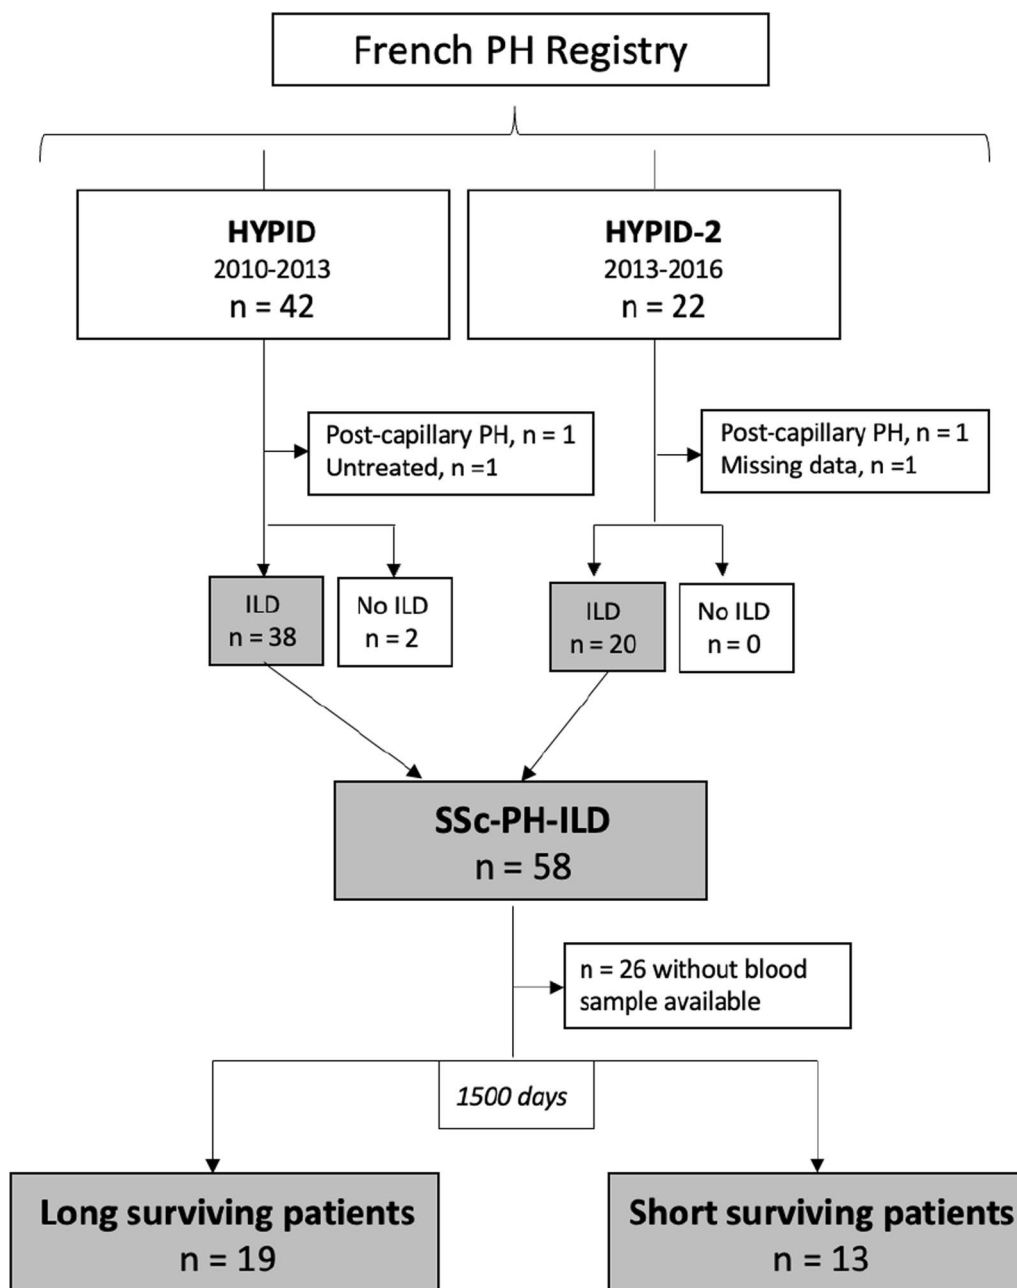 French PH Registry
HYPID
2010-2013
n = 42
HYPID-2
2013-2016
n = 22
Post-capillary PH, n = 1
Untreated, n =1
Post-capillary PH, n = 1
Missing data, n =1
ILD
n = 38
No ILD
n = 2
ILD
n = 20
No ILD
n = 0
SSc-PH-ILD
n = 58
n = 26 without blood
sample available
1500 days
Long surviving patients
n = 19
Short surviving patients
n = 13